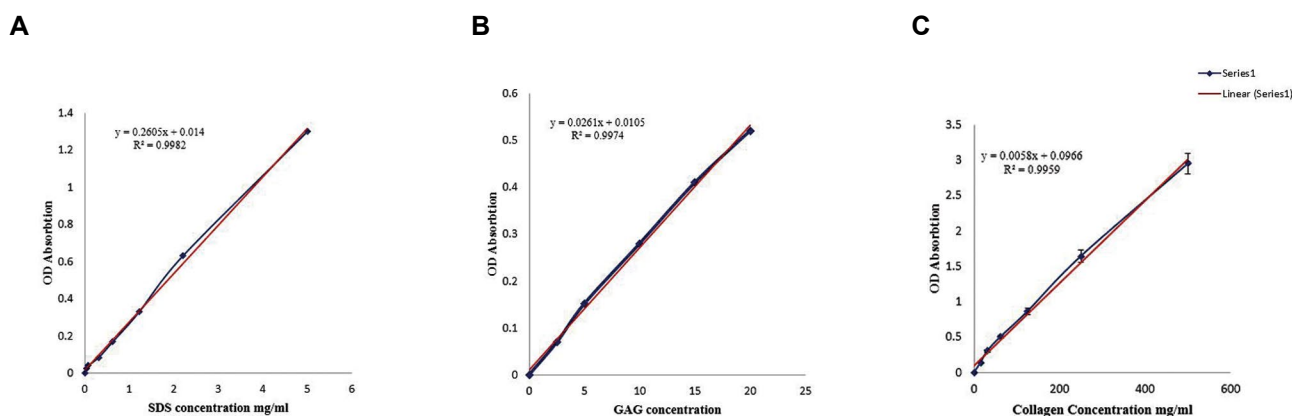 A
B
C
Series1
Linear (Series1)
y = 0.2605x + 0.014
R² = 0.9982
1.4
1.2
1
0.8
0.6
0.4
0.2
0
OD Absorbtion
0 1 2 3 4 5 6
SDS concentration mg/ml
y = 0.0261x + 0.0105
R² = 0.9974
0.6
0.5
0.4
0.3
0.2
0.1
0
OD Absorbtion
0 5 10 15 20 25
GAG concentration
y = 0.0058x + 0.0966
R² = 0.9959
3.5
3
2.5
2
1.5
1
0.5
0
OD Absorbtion
0 200 400 600
Collagen Concentration mg/ml